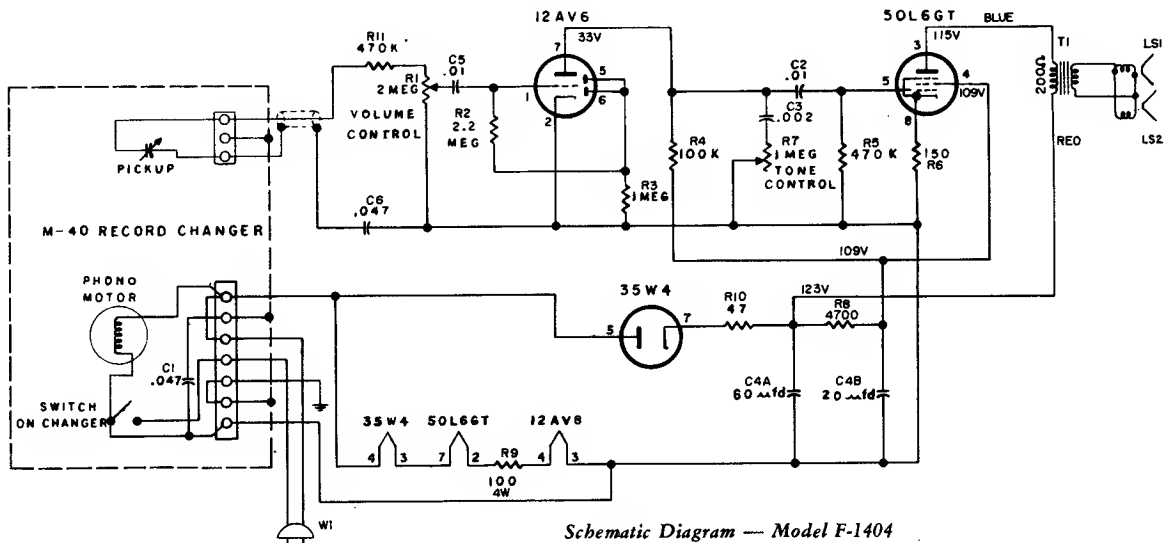 12AV6
50L6GT
BLUE
R11
470K
7
33V
3
115V
T1
LS1
R1
2 MEG
C5
.01
5
6
C2
.01
5
4
109V
200Ω
VOLUME
CONTROL
R2
2.2
MEG
1
2
C3
.002
8
LS2
PICKUP
R4
100K
R7
1 MEG
TONE
CONTROL
R5
470K
150
R6
RED
R3
1MEG
C6
.047
M-40 RECORD CHANGER
109V
PHONO
MOTOR
35W4
123V
R10
47
R8
4700
5
7
C1
.047
C4A
60 mfd
C4B
20 mfd
SWITCH
ON CHANGER
35W4
50L6GT
12AV6
4
3
7
2
R9
4
3
100
4W
W1
Schematic Diagram — Model F-1404